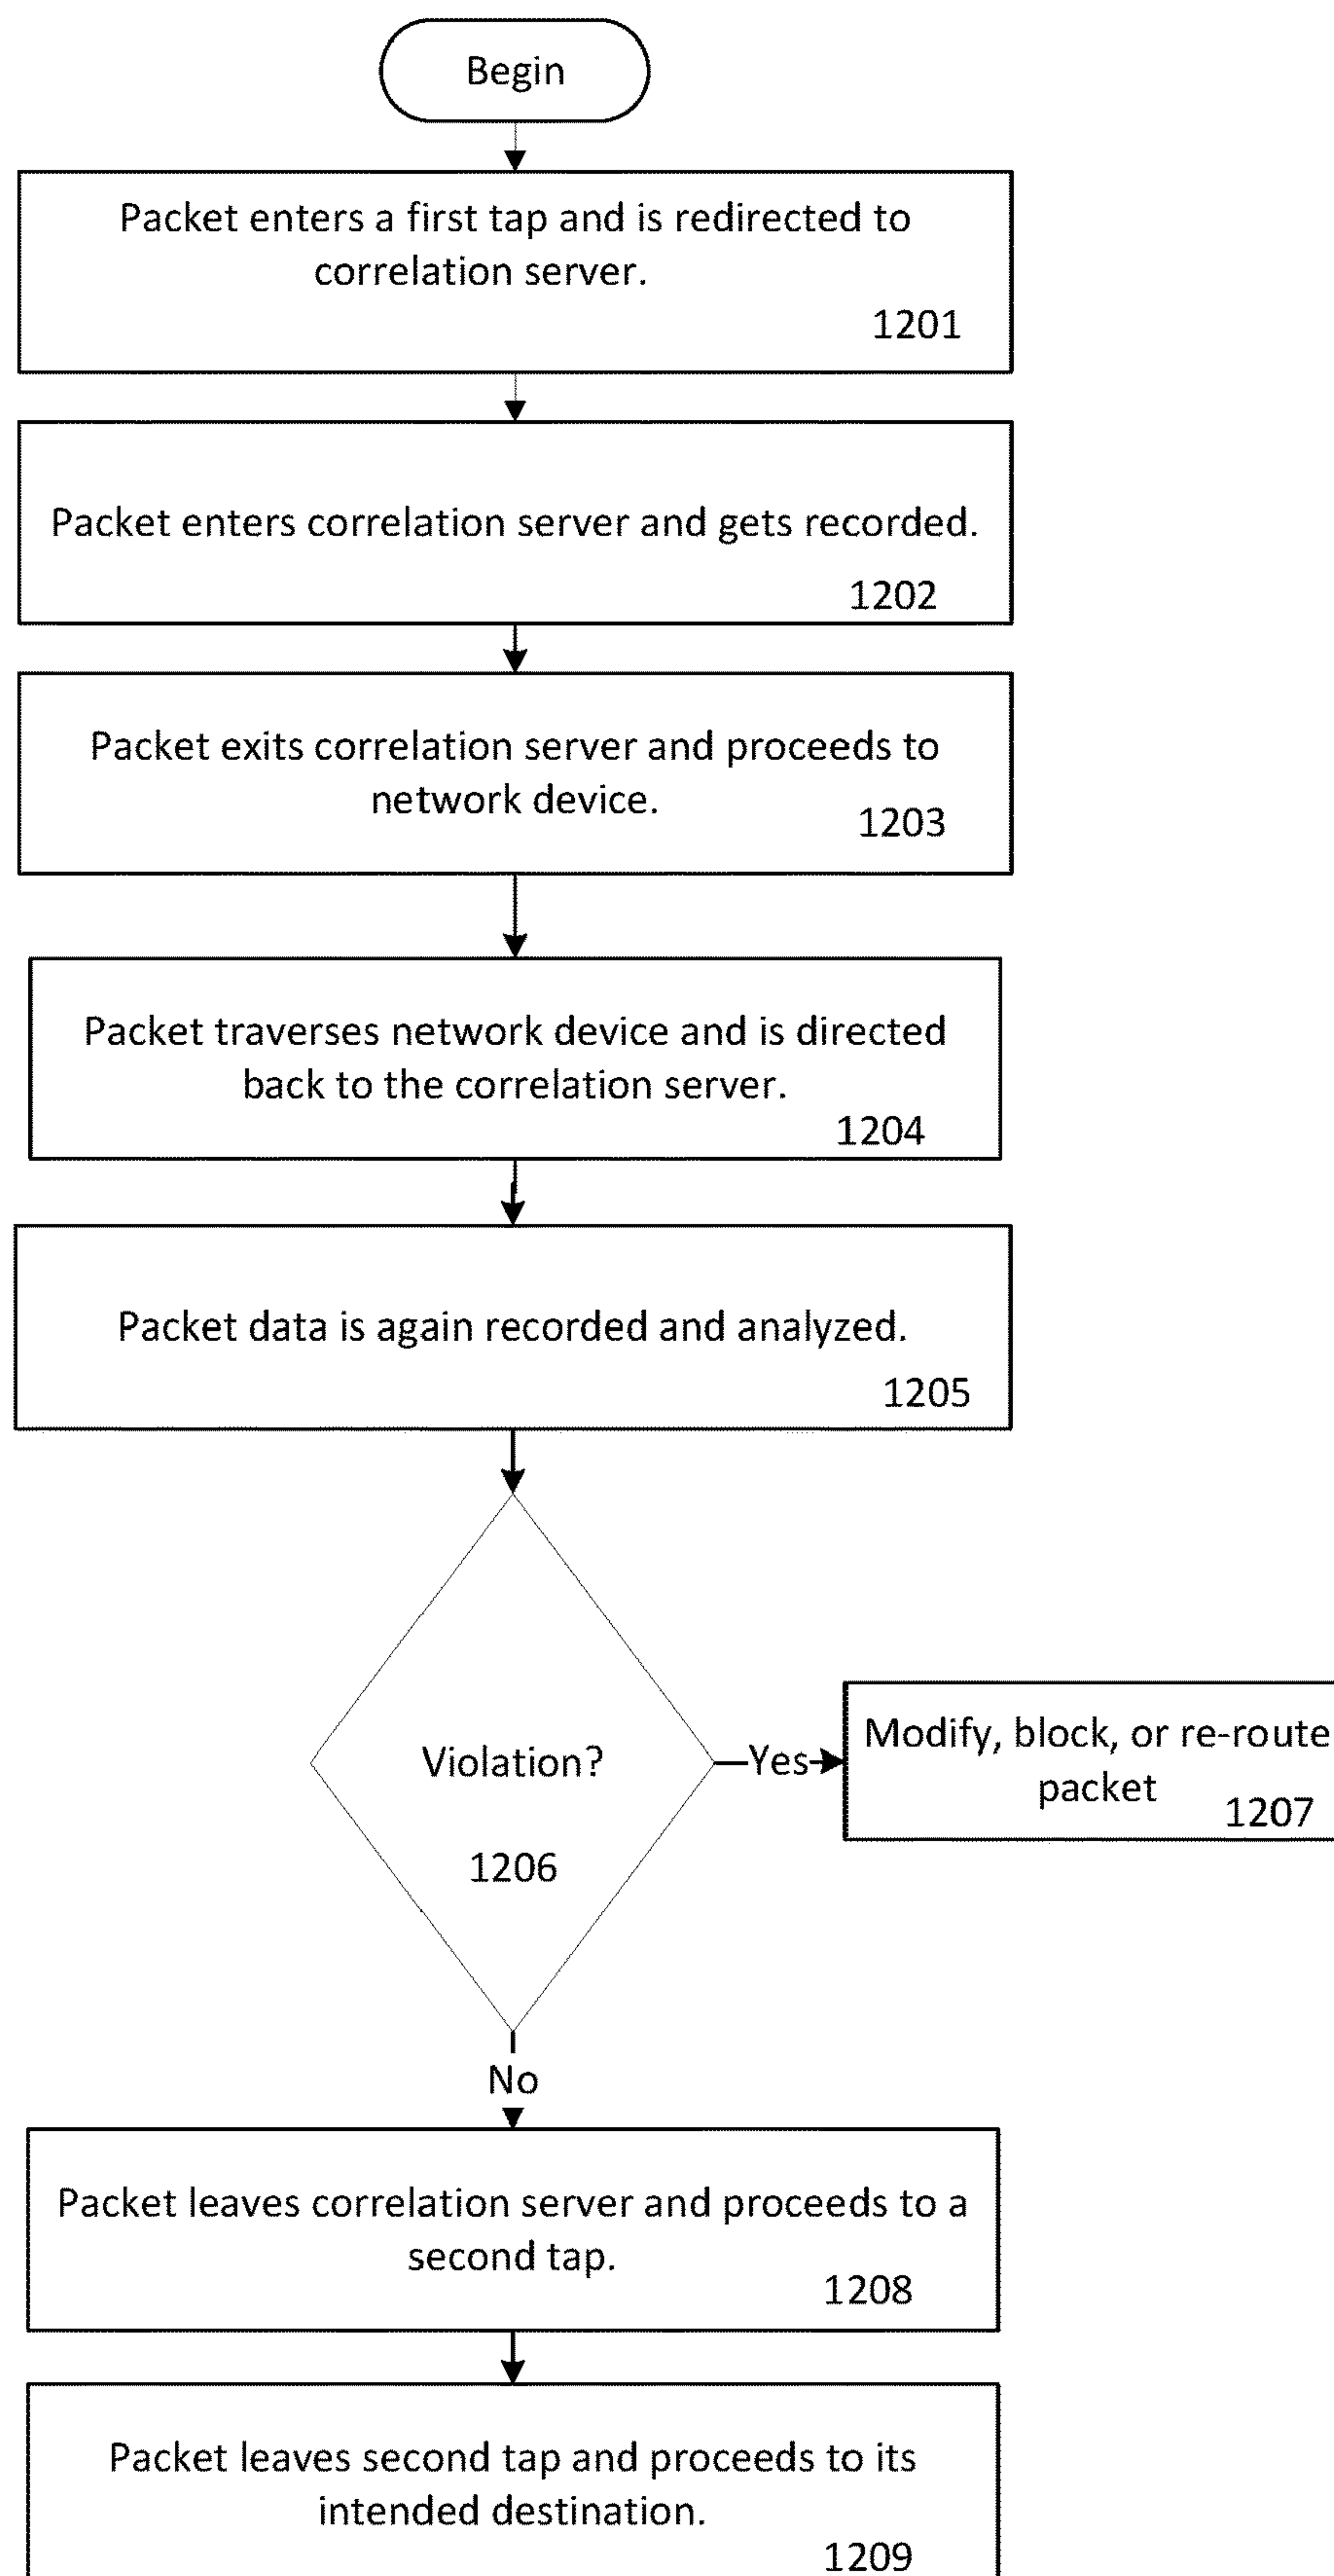 Begin
Packet enters a first tap and is redirected to
correlation server.
1201
Packet enters correlation server and gets recorded.
1202
Packet exits correlation server and proceeds to
network device.
1203
Packet traverses network device and is directed
back to the correlation server.
1204
Packet data is again recorded and analyzed.
1205
Violation?
1206
Yes
Modify, block, or re-route
packet
1207
No
Packet leaves correlation server and proceeds to a
second tap.
1208
Packet leaves second tap and proceeds to its
intended destination.
1209